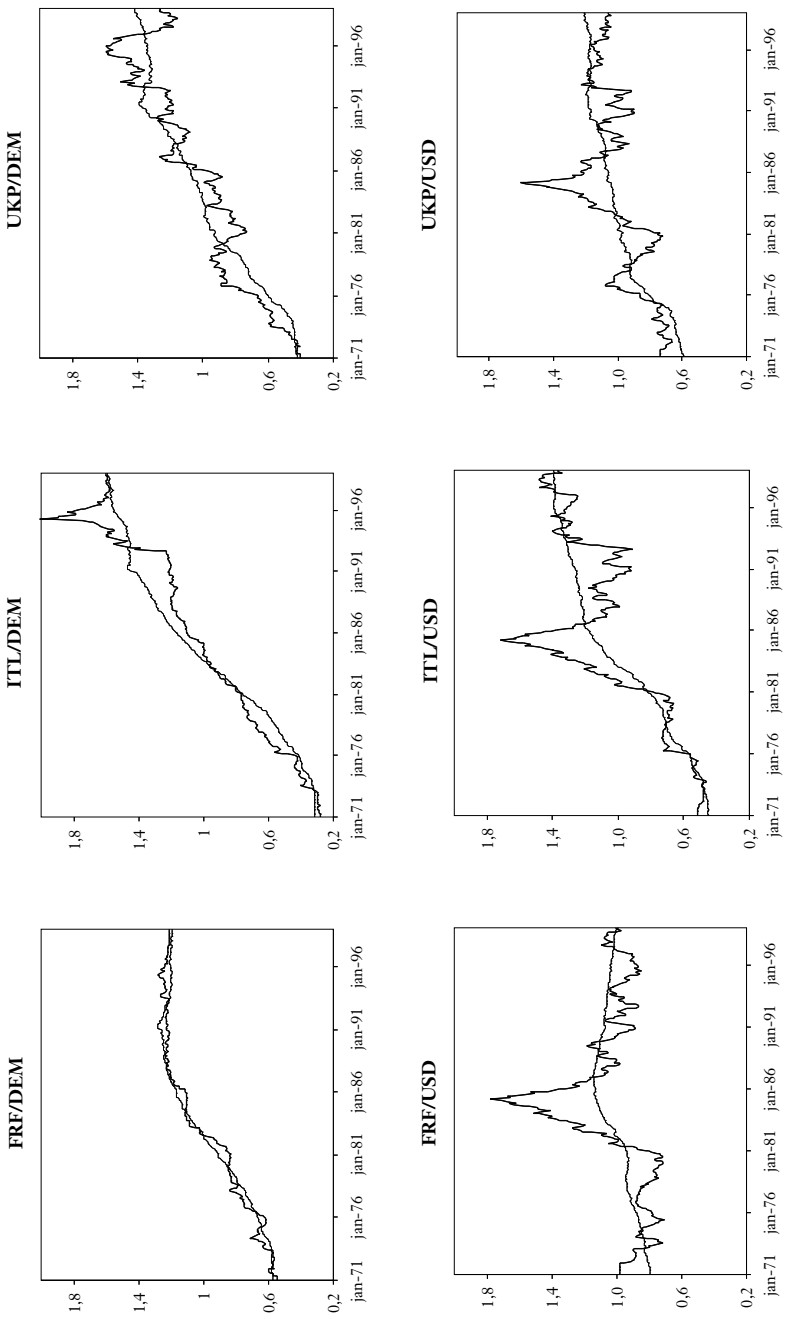 FRF/DEM
1,8
1,4
1
0,6
0,2
jan-71
jan-76
jan-81
jan-86
jan-91
jan-96
ITL/DEM
1,8
1,4
1
0,6
0,2
jan-71
jan-76
jan-81
jan-86
jan-91
jan-96
UKP/DEM
1,8
1,4
1
0,6
0,2
jan-71
jan-76
jan-81
jan-86
jan-91
jan-96
FRF/USD
1,8
1,4
1,0
0,6
0,2
jan-71
jan-76
jan-81
jan-86
jan-91
jan-96
ITL/USD
1,8
1,4
1,0
0,6
0,2
jan-71
jan-76
jan-81
jan-86
jan-91
jan-96
UKP/USD
1,8
1,4
1,0
0,6
0,2
jan-71
jan-76
jan-81
jan-86
jan-91
jan-96